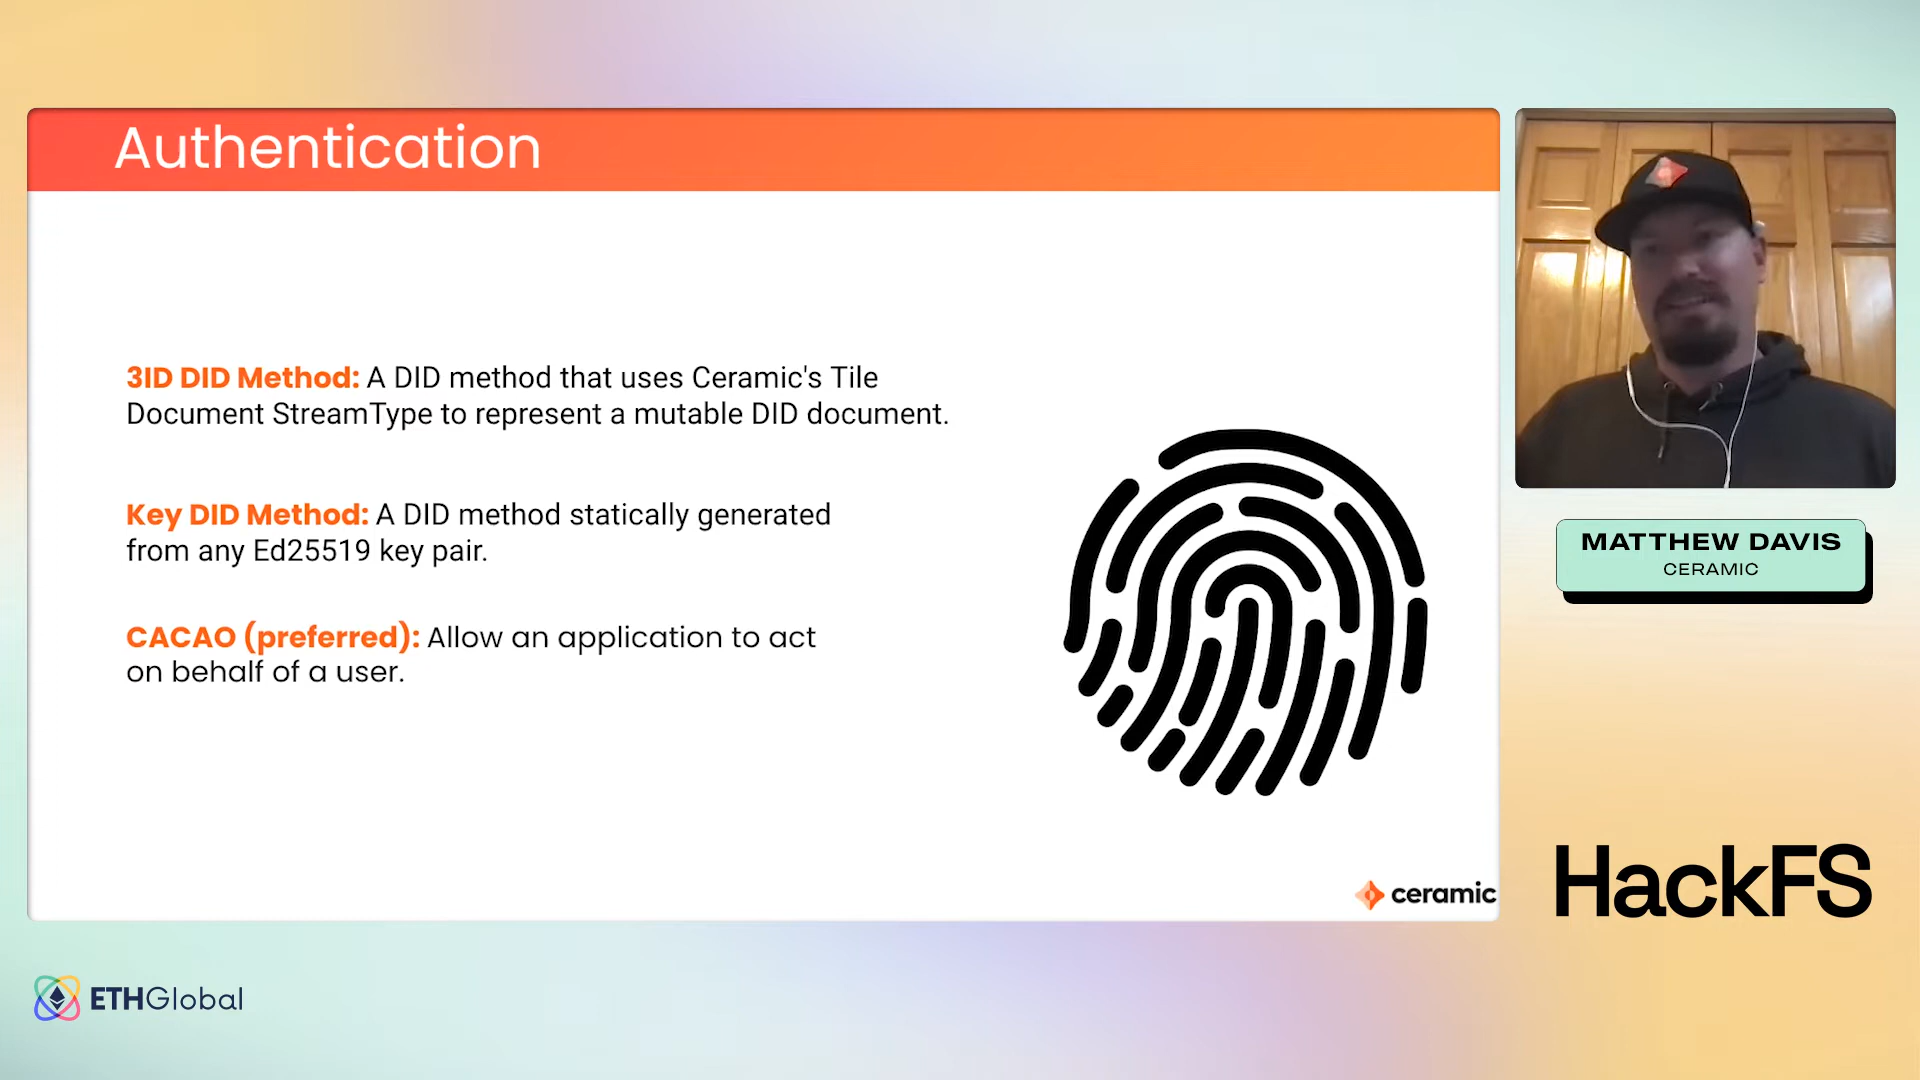 Authentication
3ID DID Method: A DID method that uses Ceramic's Tile
Document StreamType to represent a mutable DID document.
Key DID Method: A DID method statically generated
from any Ed25519 key pair.
CACAO (preferred): Allow an application to act
on behalf of a user.
ceramic
MATTHEW DAVIS
CERAMIC
HackFS
ETHGlobal